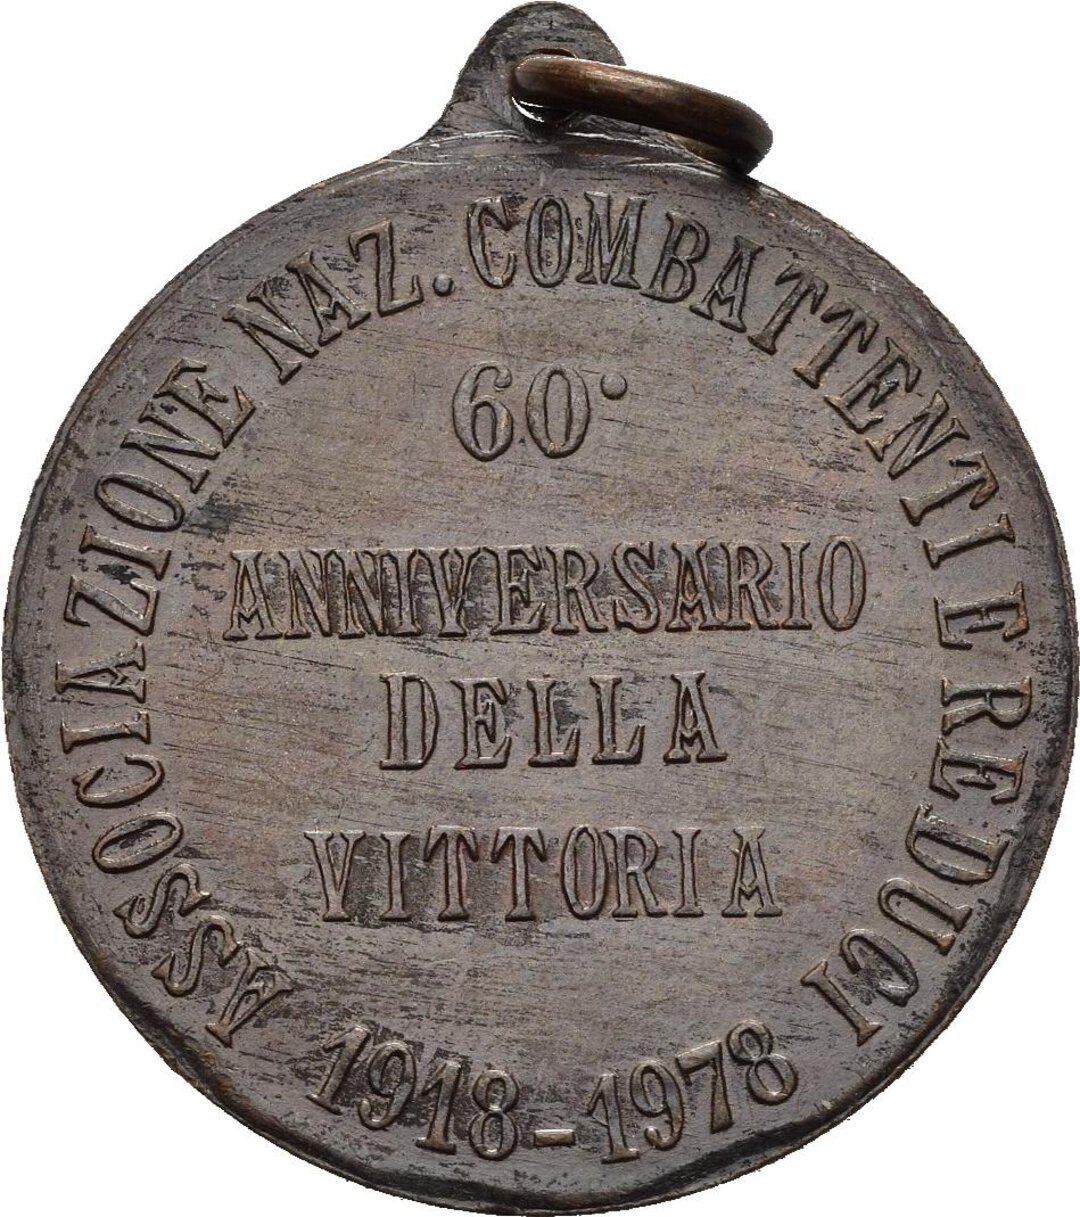 ASSOCIAZIONE NAZ. COMBATTENTI E REDUCI
60°
ANNIVERSARIO
DELLA
VITTORIA
1918-1978